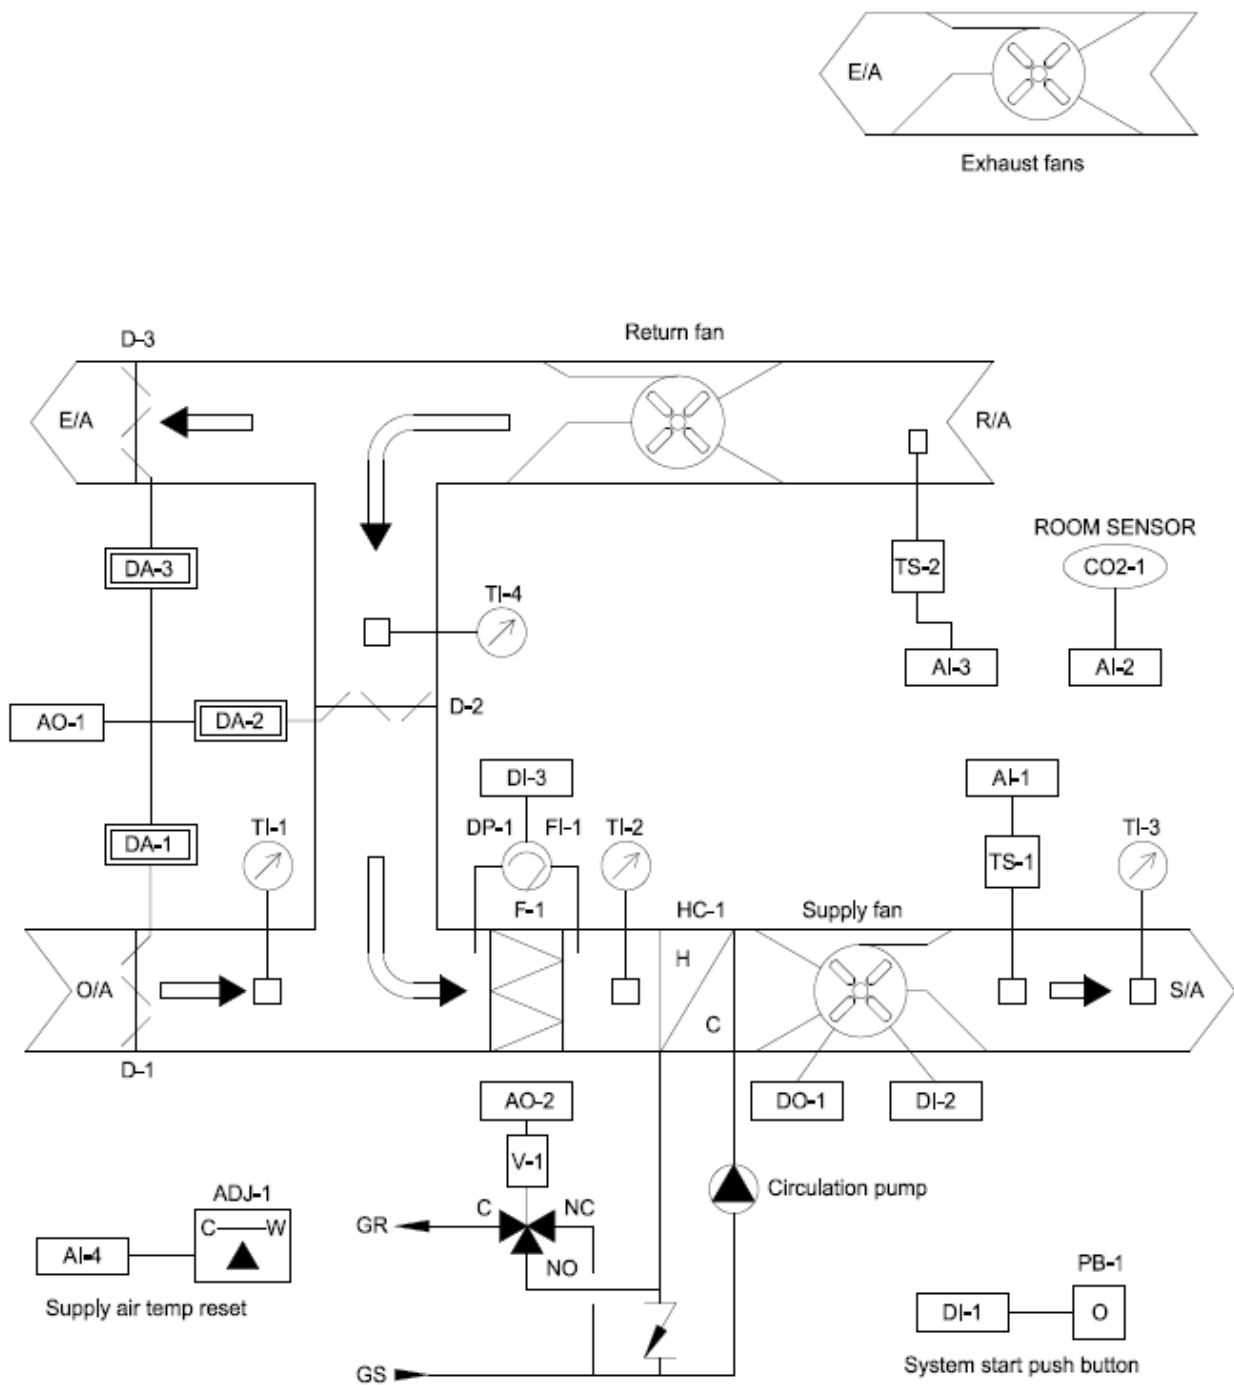 E/A
Exhaust fans
D-3
Return fan
E/A
R/A
ROOM SENSOR
DA-3
TS-2
CO2-1
TI-4
AI-3
AI-2
AO-1
DA-2
D-2
DI-3
AI-1
DA-1
TI-1
DP-1
FI-1
TI-2
TS-1
TI-3
F-1
HC-1
Supply fan
H
O/A
S/A
C
D-1
AO-2
DO-1
DI-2
V-1
Circulation pump
ADJ-1
C
NC
GR
C W
AI-4
NO
PB-1
Supply air temp reset
DI-1
O
GS
System start push button